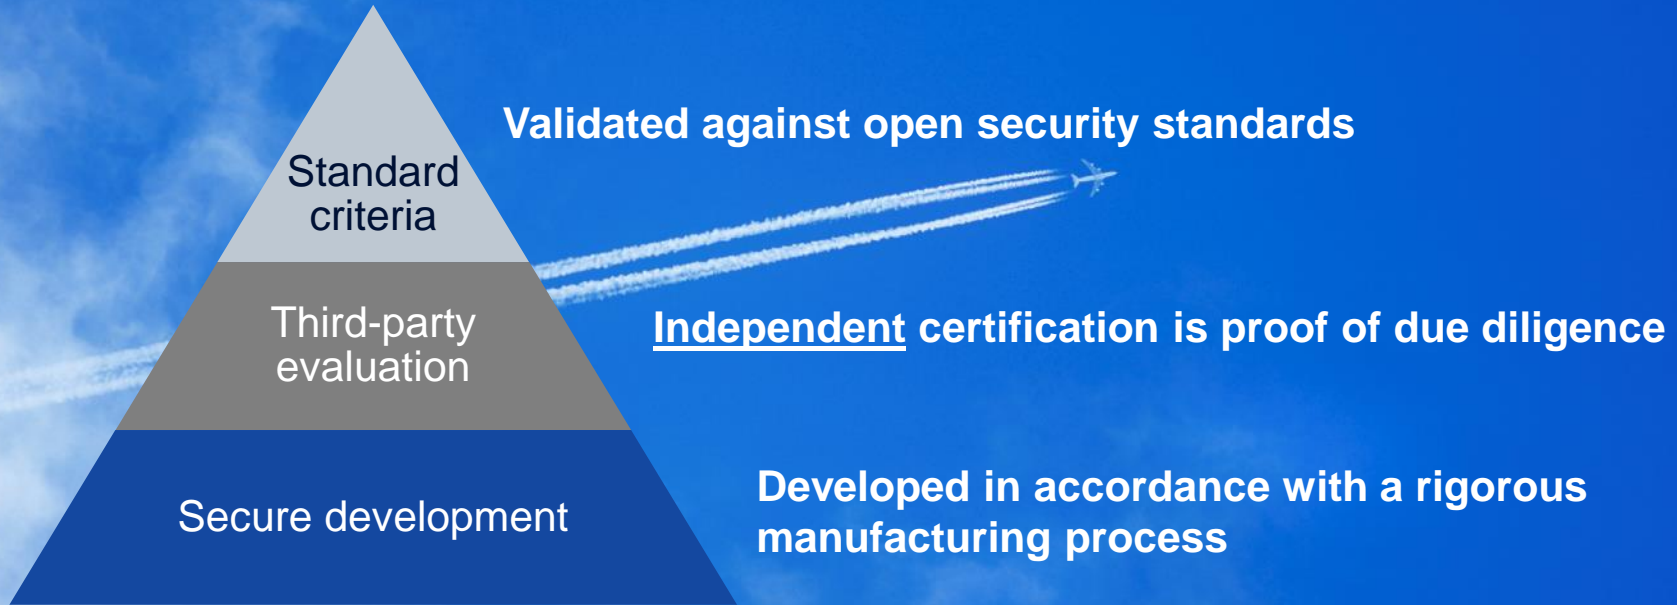 Validated against open security standards
Standard
criteria
Third-party
evaluation
Independent certification is proof of due diligence
Secure development
Developed in accordance with a rigorous
manufacturing process